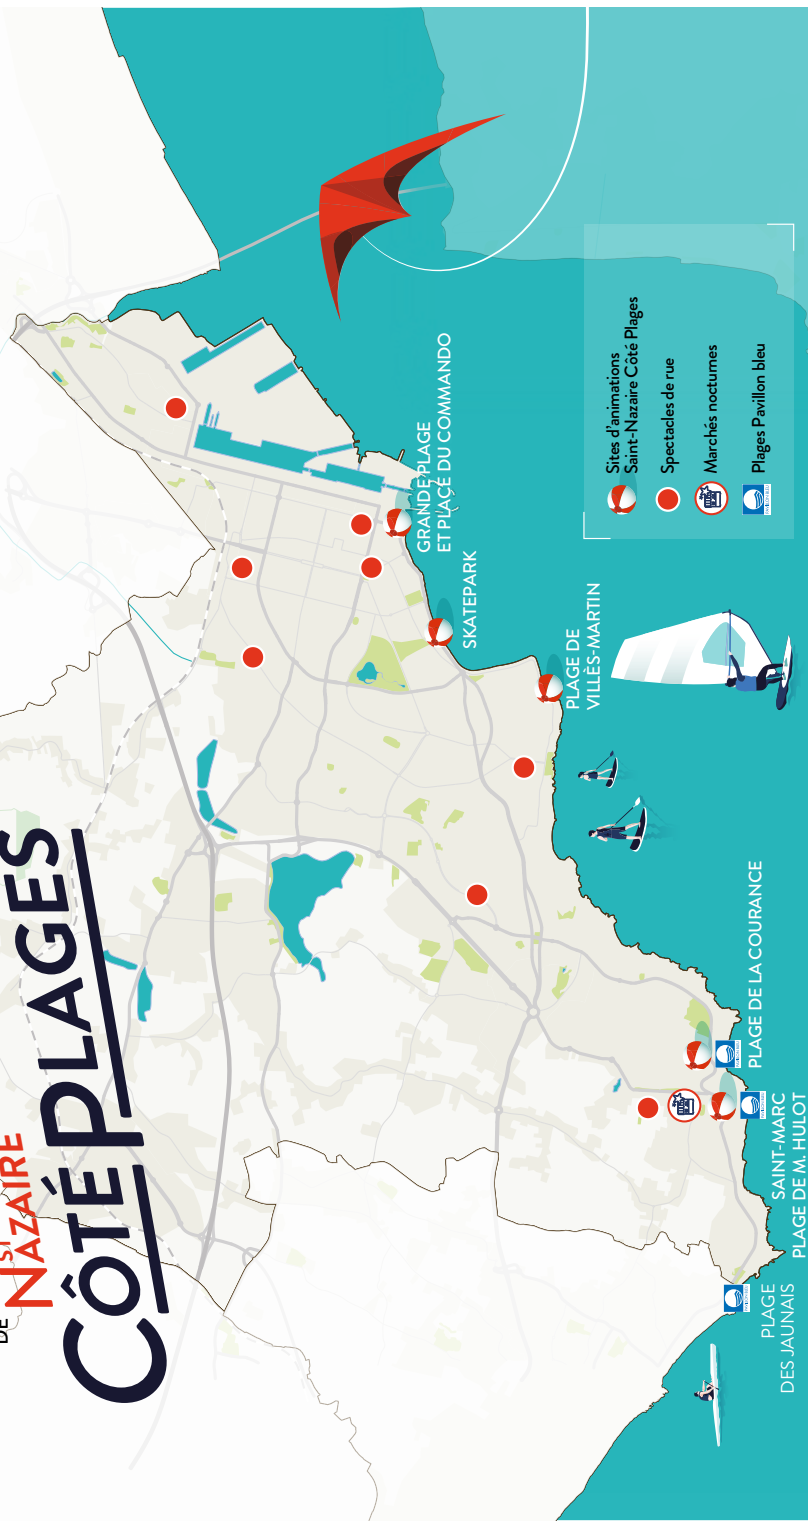 DE
ST
NAZAIRE
CÔTÉ PLAGES
GRANDE PLAGE
ET PLACE DU COMMANDO
SKATEPARK
PLAGE DE
VILLÈS-MARTIN
PLAGE DE LA COURANCE
SAINT-MARC
PLAGE DE M. HULOT
PLAGE
DES JAUNAIS
Sites d'animations
Saint-Nazaire Côté Plages
Spectacles de rue
Marchés nocturnes
Plages Pavillon bleu